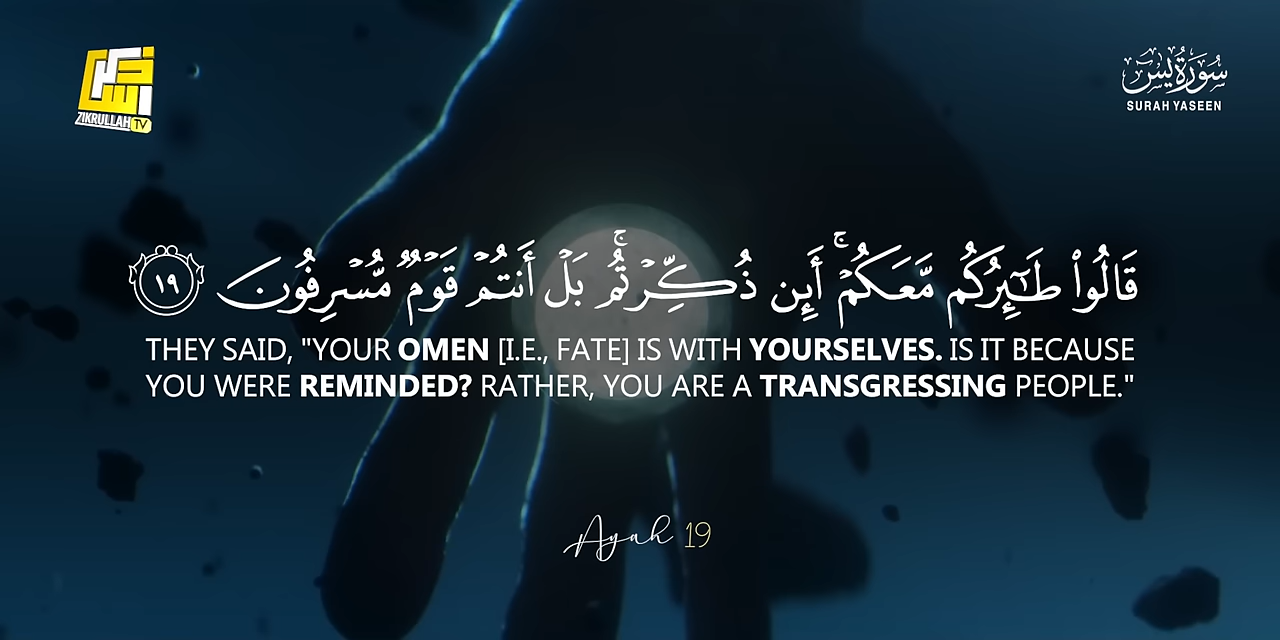 ذكر الله
ZIKRULLAH TV
سُورَةُ يسٓ
SURAH YASEEN
قَالُوا۟ طَـٰٓئِرُكُم مَّعَكُمْ ۚ أَئِن ذُكِّرْتُم ۚ بَلْ أَنتُمْ قَوْمٌ مُّسْرِفُونَ ١٩
THEY SAID, "YOUR OMEN [I.E., FATE] IS WITH YOURSELVES. IS IT BECAUSE
YOU WERE REMINDED? RATHER, YOU ARE A TRANSGRESSING PEOPLE."
Ayah 19